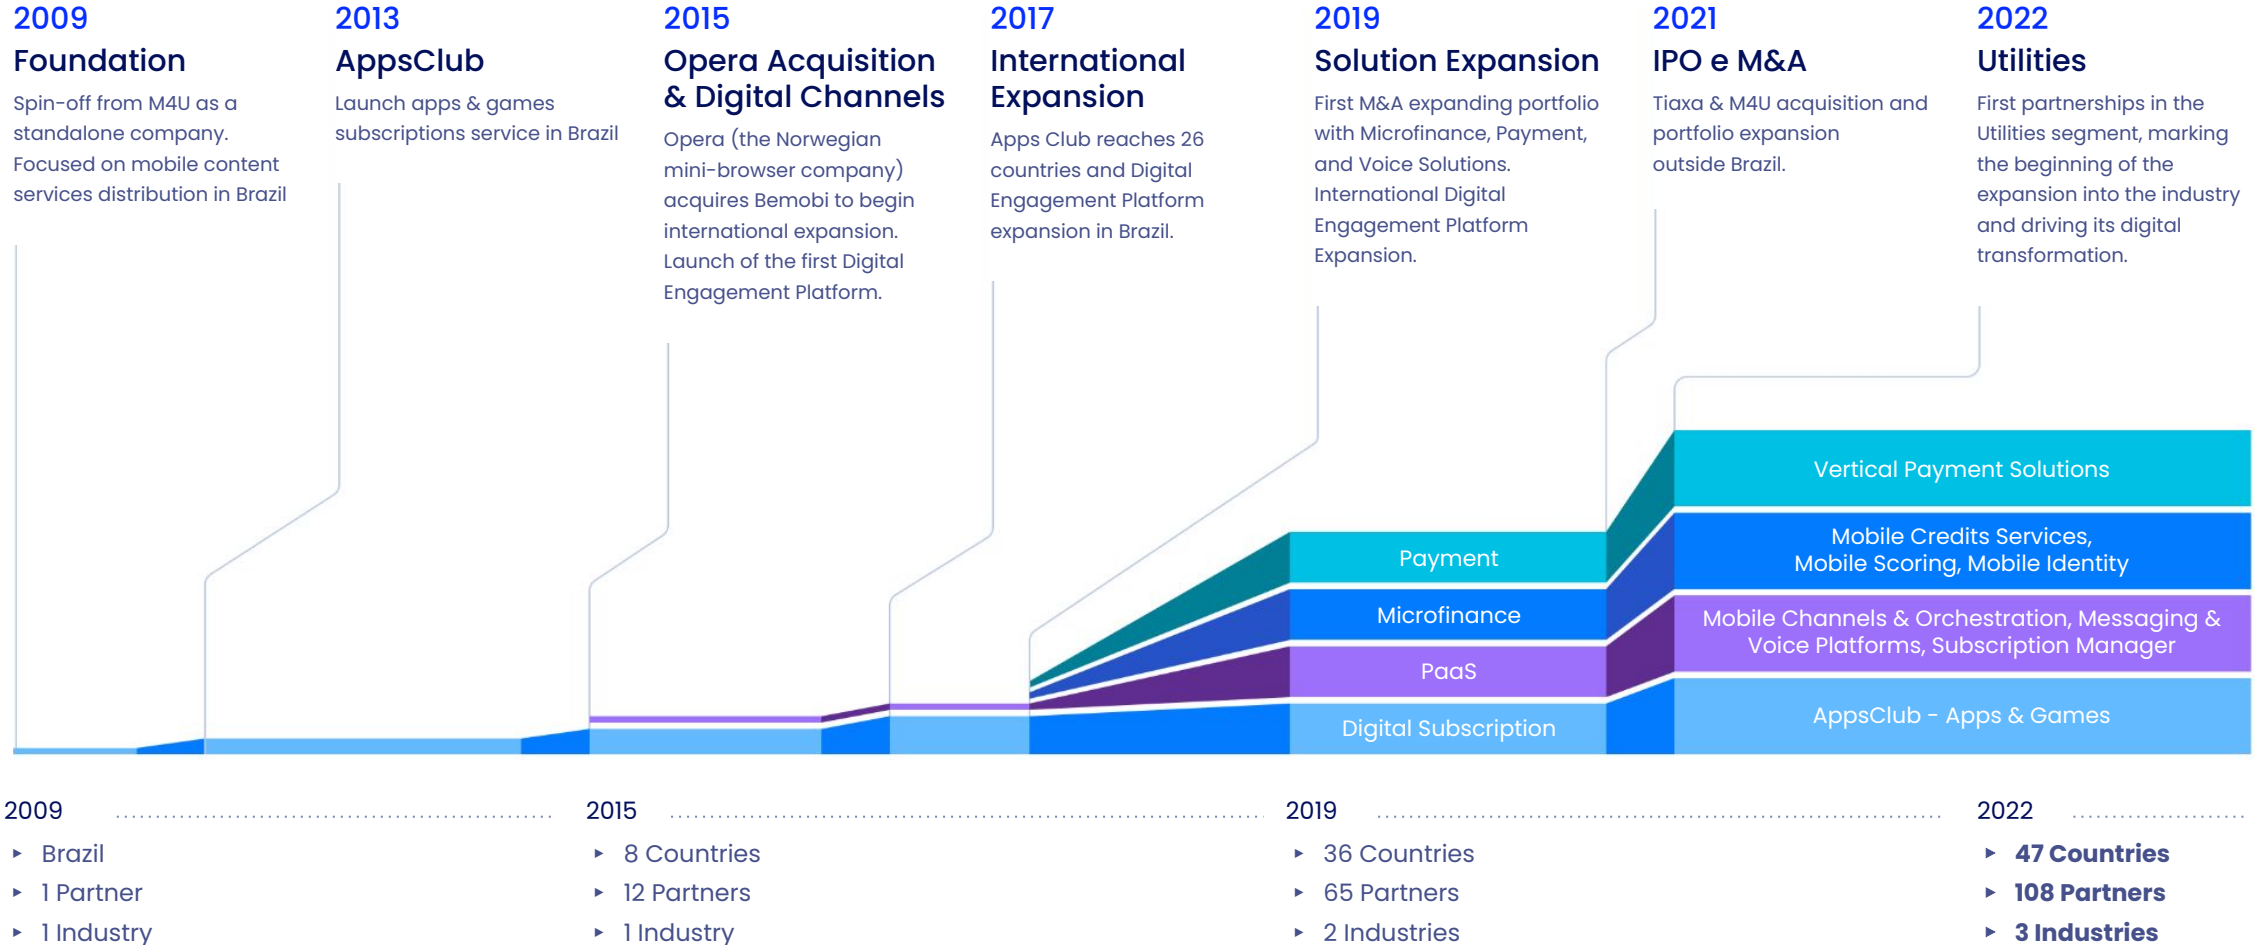 2009
Foundation
Spin-off from M4U as a
standalone company.
Focused on mobile content
services distribution in Brazil
2013
AppsClub
Launch apps & games
subscriptions service in Brazil
2015
Opera Acquisition
& Digital Channels
Opera (the Norwegian
mini-browser company)
acquires Bemobi to begin
international expansion.
Launch of the first Digital
Engagement Platform.
2017
International
Expansion
Apps Club reaches 26
countries and Digital
Engagement Platform
expansion in Brazil.
2019
Solution Expansion
First M&A expanding portfolio
with Microfinance, Payment,
and Voice Solutions.
International Digital
Engagement Platform
Expansion.
2021
IPO e M&A
Tiaxa & M4U acquisition and
portfolio expansion
outside Brazil.
2022
Utilities
First partnerships in the
Utilities segment, marking
the beginning of the
expansion into the industry
and driving its digital
transformation.
Payment
Microfinance
PaaS
Digital Subscription
Vertical Payment Solutions
Mobile Credits Services,
Mobile Scoring, Mobile Identity
Mobile Channels & Orchestration, Messaging &
Voice Platforms, Subscription Manager
AppsClub - Apps & Games
2009
▸ Brazil
▸ 1 Partner
▸ 1 Industry
2015
▸ 8 Countries
▸ 12 Partners
▸ 1 Industry
2019
▸ 36 Countries
▸ 65 Partners
▸ 2 Industries
2022
▸ 47 Countries
▸ 108 Partners
▸ 3 Industries